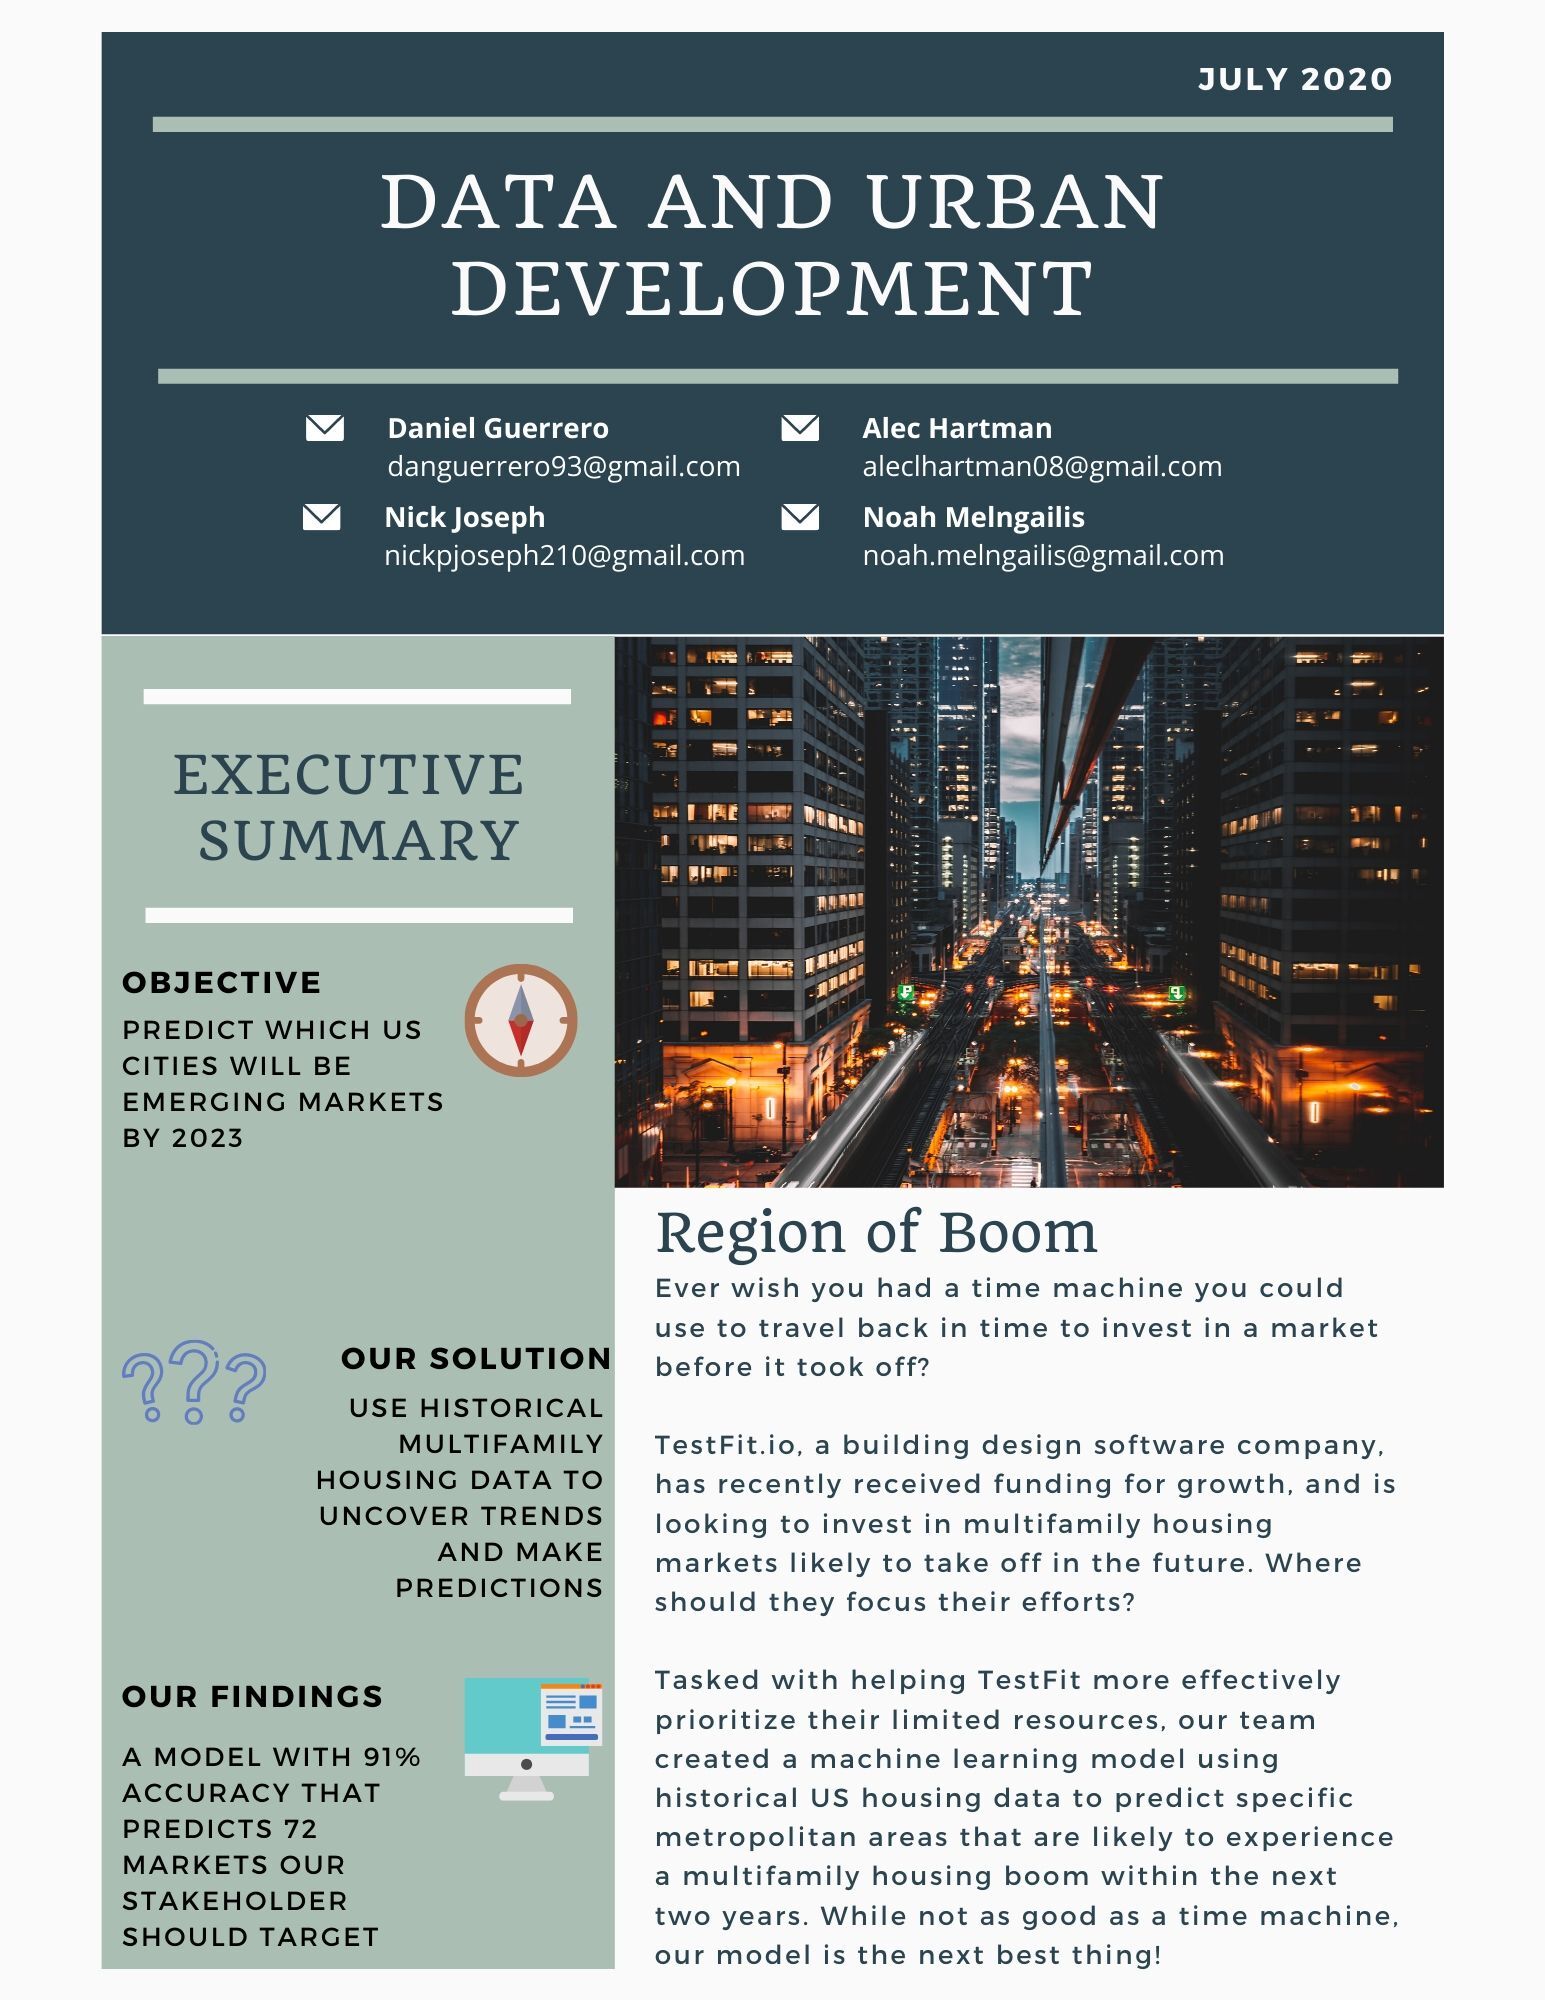 JULY 2020
DATA AND URBAN
DEVELOPMENT
Daniel Guerrero
danguerrero93@gmail.com
Alec Hartman
aleclhartman08@gmail.com
Nick Joseph
nickpjoseph210@gmail.com
Noah Melngailis
noah.melngailis@gmail.com
EXECUTIVE
SUMMARY
OBJECTIVE
PREDICT WHICH US
CITIES WILL BE
EMERGING MARKETS
BY 2023
OUR SOLUTION
USE HISTORICAL
MULTIFAMILY
HOUSING DATA TO
UNCOVER TRENDS
AND MAKE
PREDICTIONS
OUR FINDINGS
A MODEL WITH 91%
ACCURACY THAT
PREDICTS 72
MARKETS OUR
STAKEHOLDER
SHOULD TARGET
Region of Boom
Ever wish you had a time machine you could
use to travel back in time to invest in a market
before it took off?
TestFit.io, a building design software company,
has recently received funding for growth, and is
looking to invest in multifamily housing
markets likely to take off in the future. Where
should they focus their efforts?
Tasked with helping TestFit more effectively
prioritize their limited resources, our team
created a machine learning model using
historical US housing data to predict specific
metropolitan areas that are likely to experience
a multifamily housing boom within the next
two years. While not as good as a time machine,
our model is the next best thing!